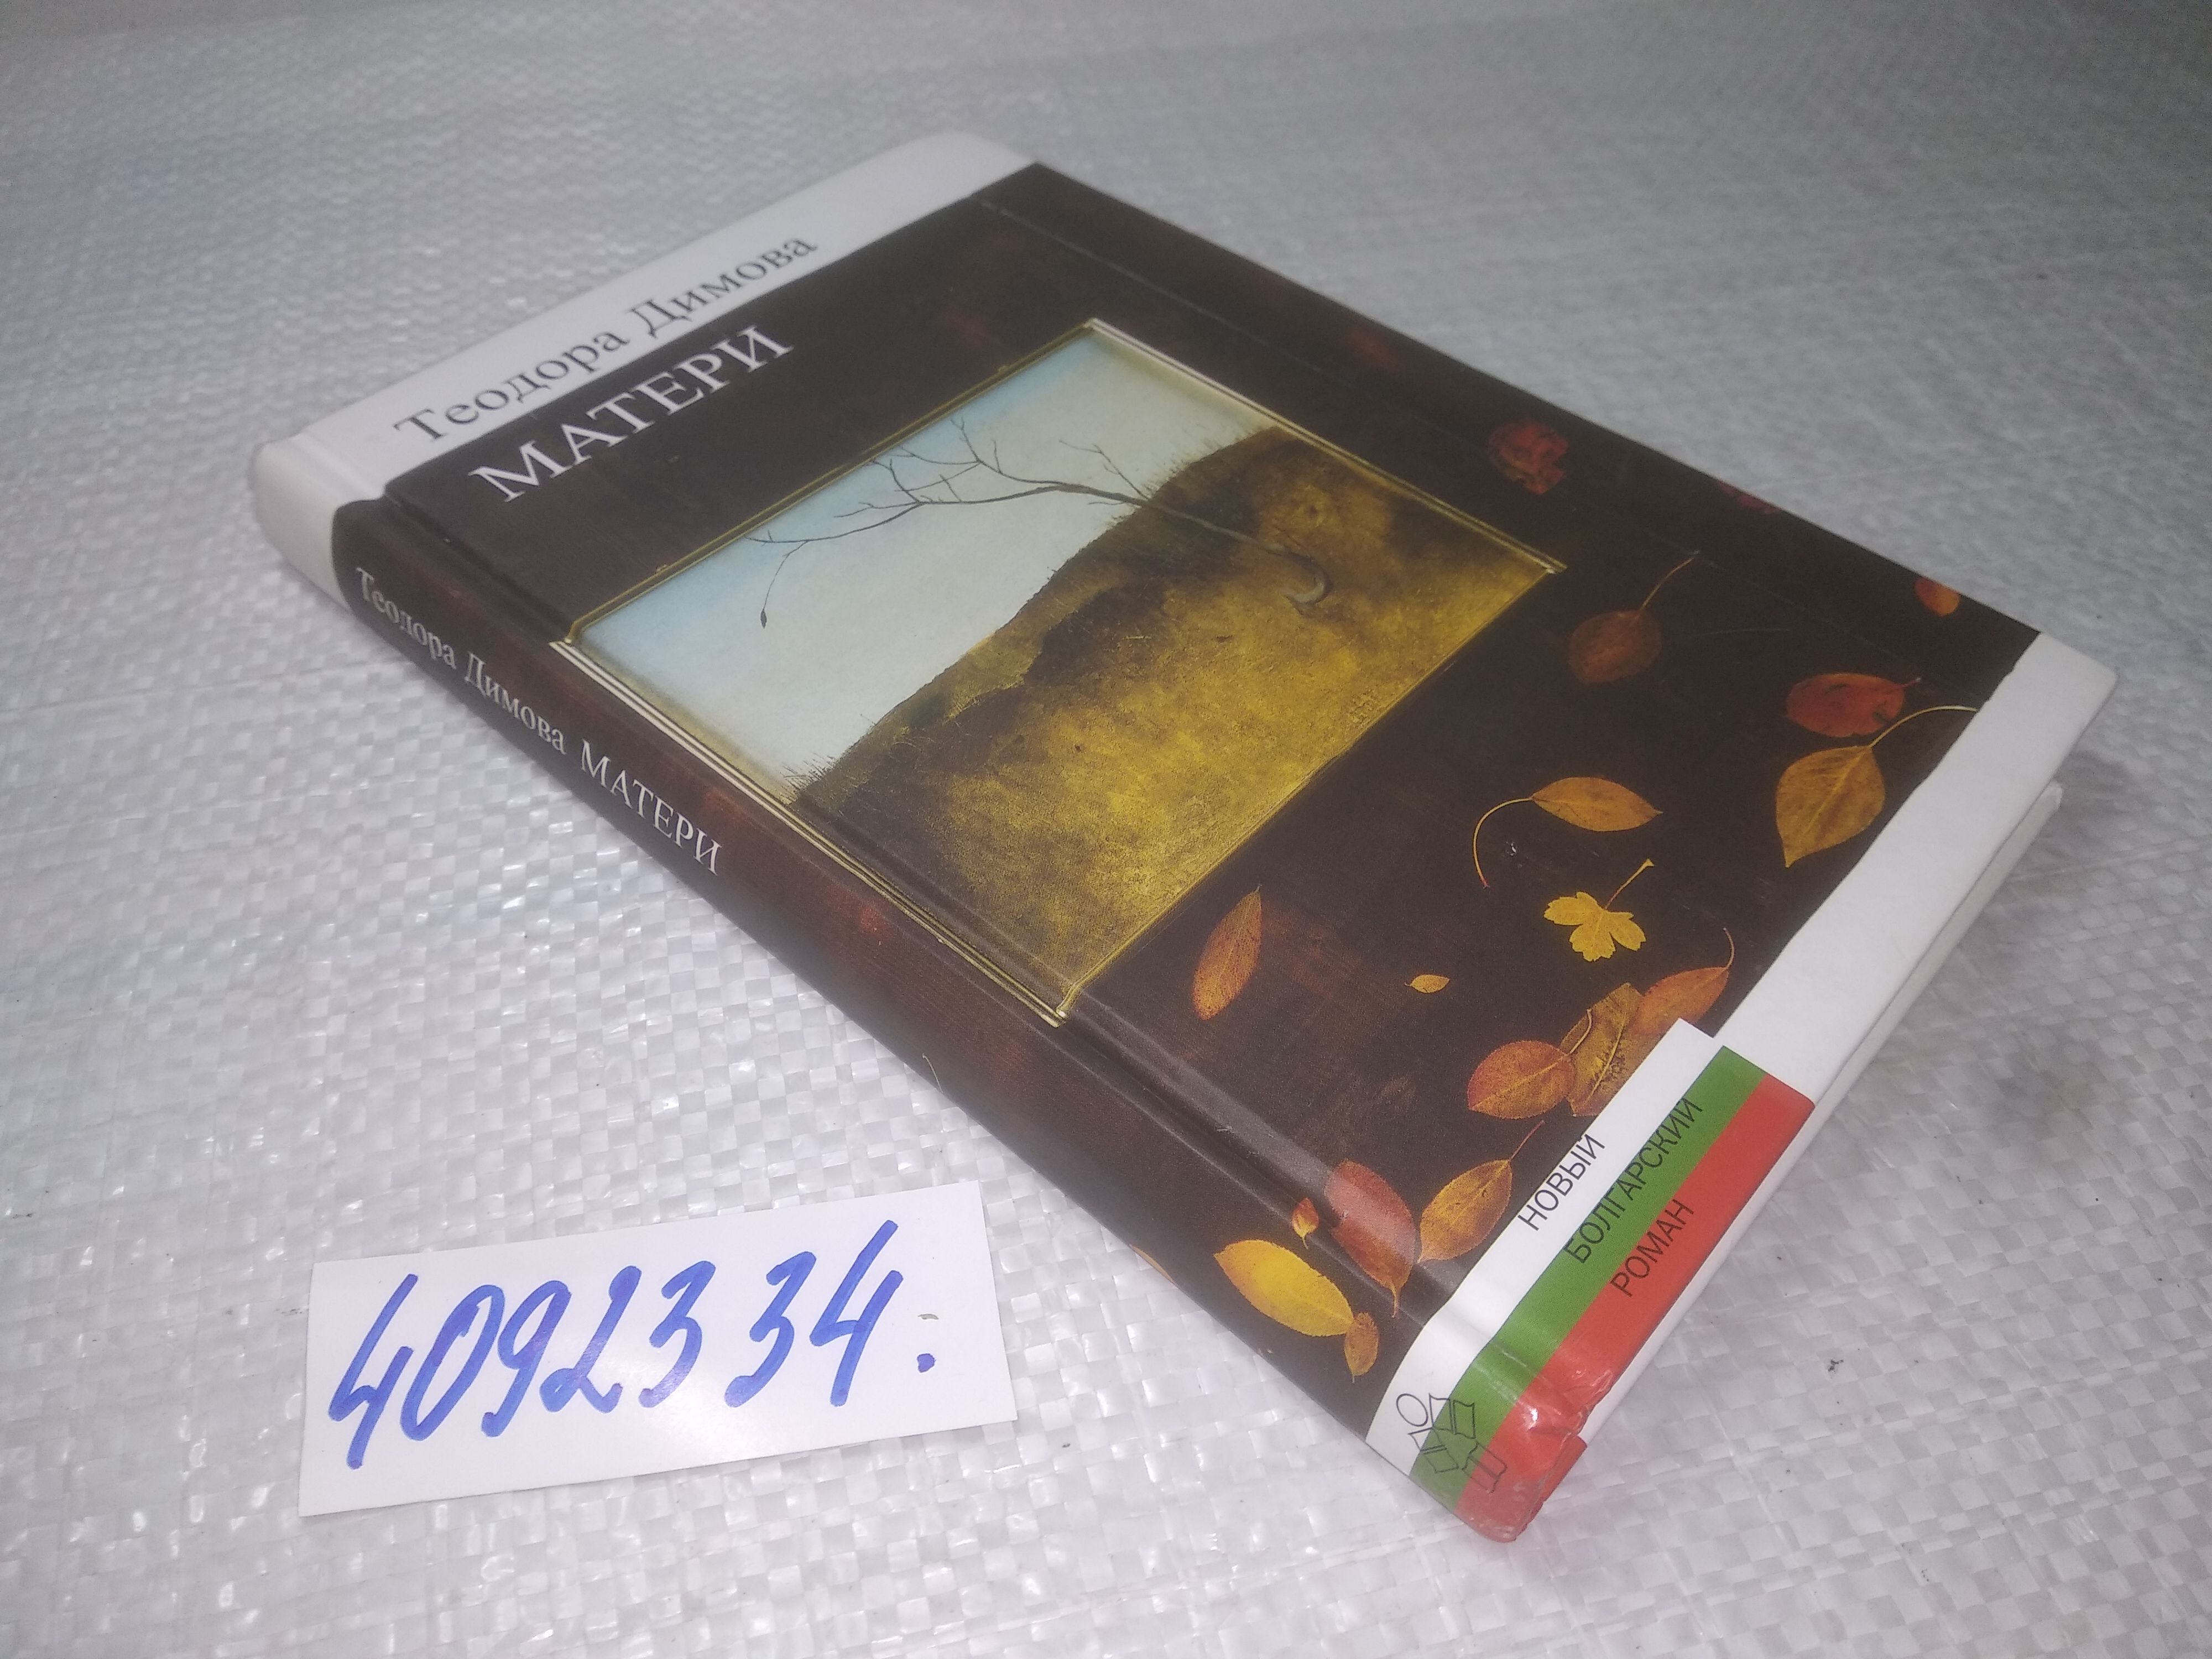 Теодора Димова
МАТЕРИ
Теодора Димова МАТЕРИ
НОВЫЙ
БОЛГАРСКИЙ
РОМАН
4092334.